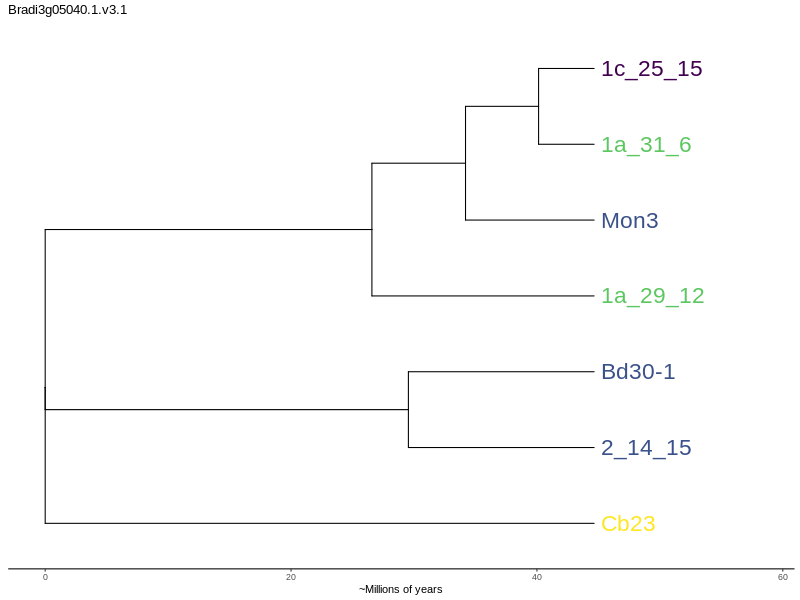 Bradi3g05040.1.v3.1
1c_25_15
1a_31_6
Mon3
1a_29_12
Bd30-1
2_14_15
Cb23
0 20 40 60
~Millions of years